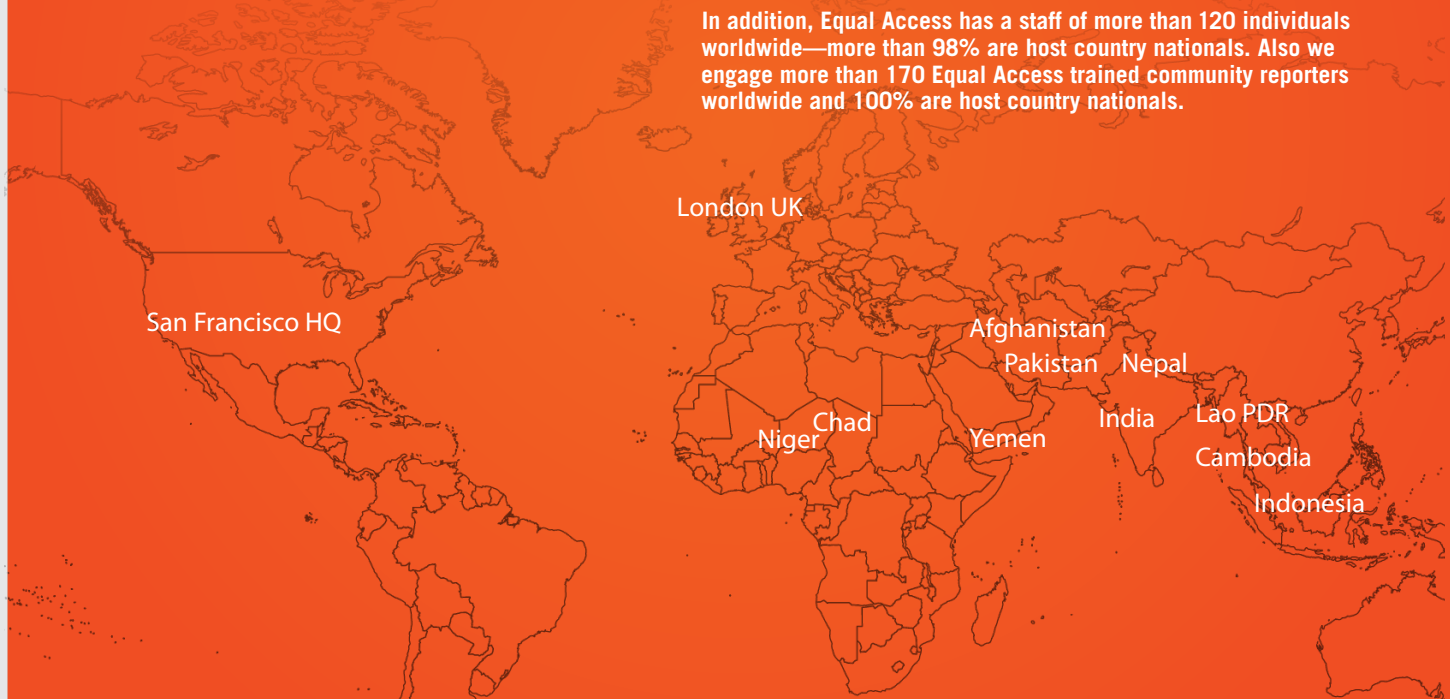 In addition, Equal Access has a staff of more than 120 individuals
worldwide—more than 98% are host country nationals. Also we
engage more than 170 Equal Access trained community reporters
worldwide and 100% are host country nationals.
London UK
San Francisco HQ
Afghanistan
Pakistan
Nepal
India
Lao PDR
Chad
Niger
Yemen
Cambodia
Indonesia